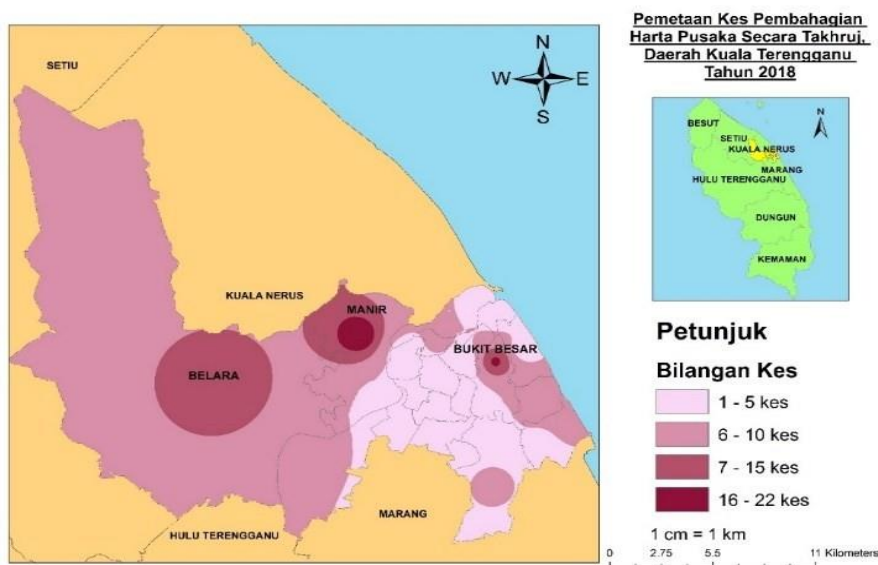 Pemetaan Kes Pembahagian
Harta Pusaka Secara Takhruj,
Daerah Kuala Terengganu
Tahun 2018
SETIU
N
W
E
S
KUALA NERUS
MANIR
BELARA
BUKIT BESAR
MARANG
HULU TERENGGANU
N
BESUT
SETIU
KUALA NERUS
MARANG
HULU TERENGGANU
DUNGUN
KEMAMAN
Petunjuk
Bilangan Kes
1 - 5 kes
6 - 10 kes
7 - 15 kes
16 - 22 kes
1 cm = 1 km
0 2.75 5.5 11 Kilometers